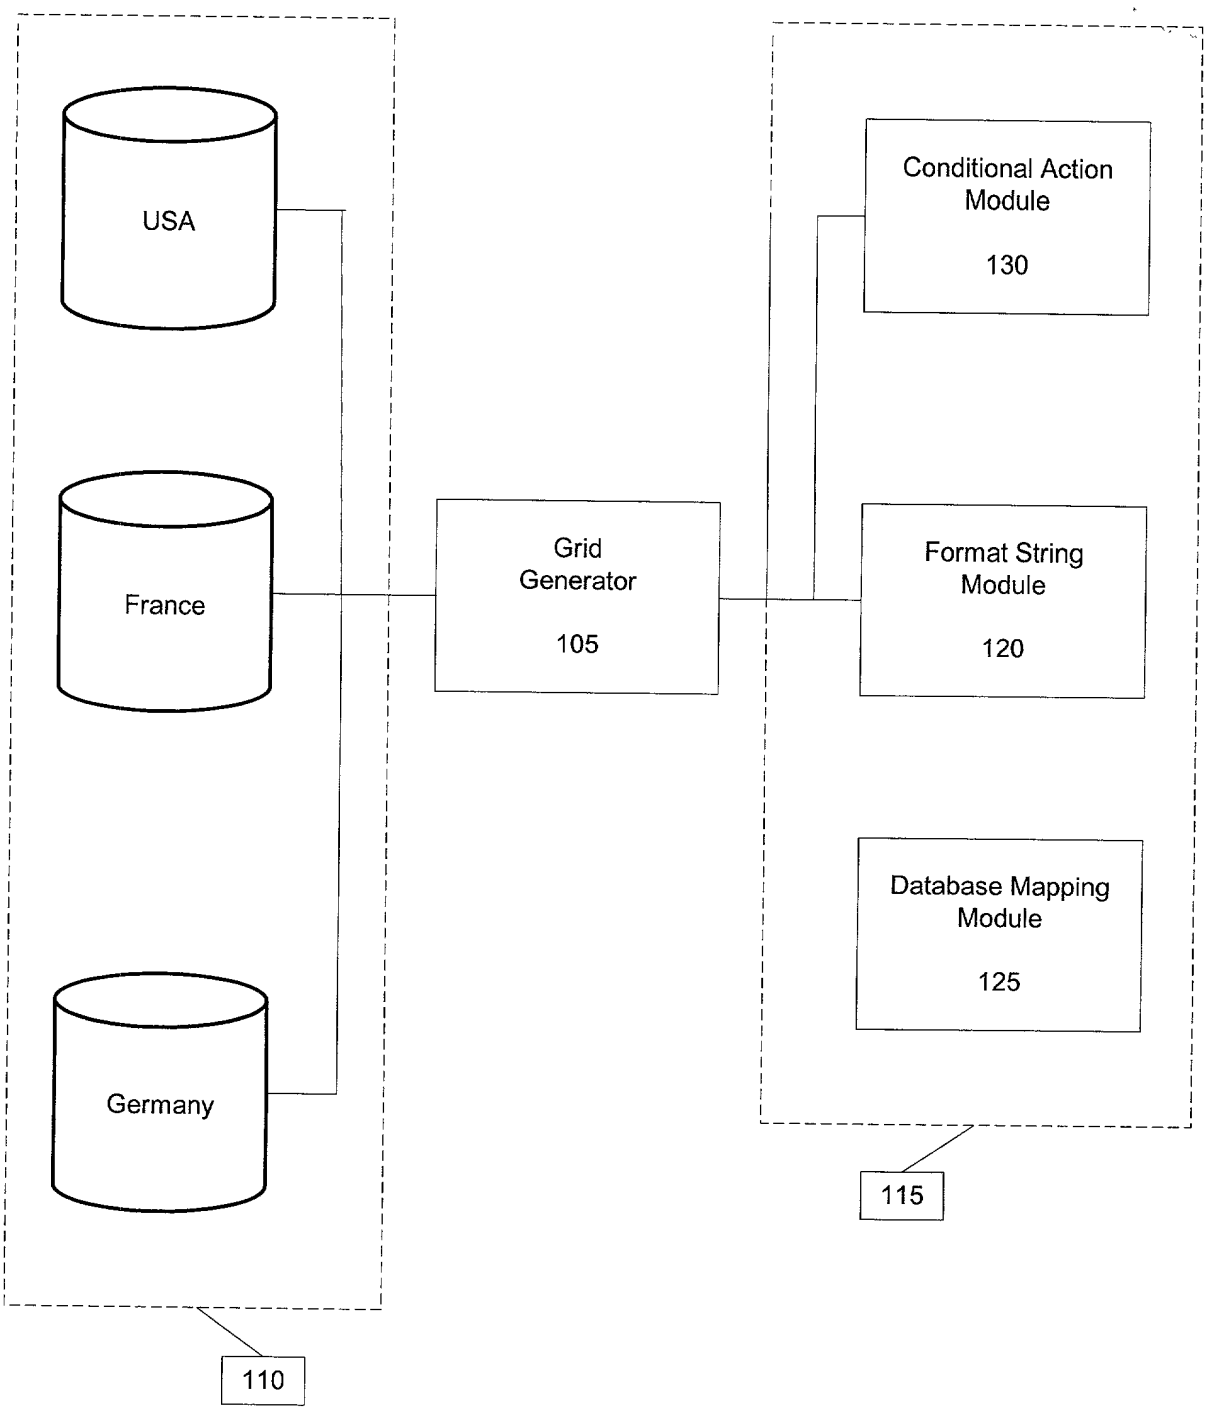 USA
France
Germany
110
Grid
Generator
105
Conditional Action
Module
130
Format String
Module
120
Database Mapping
Module
125
115